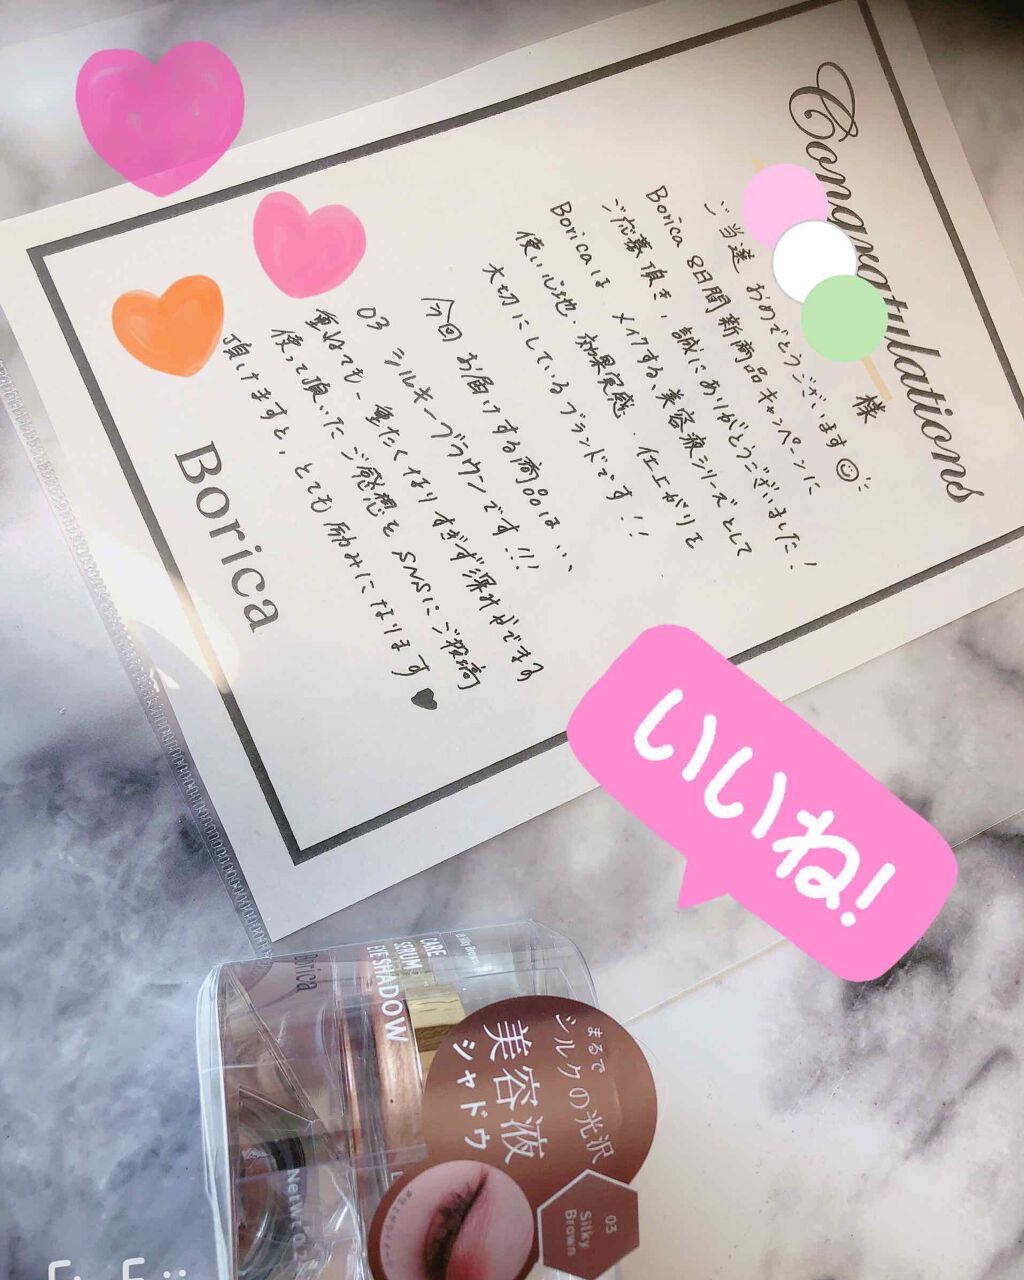 Congratulations
様
ご当選 おめでとうございます
Borica 8日間新商品キャンペーンに
ご応募頂き、誠にありがとうございました!
Boricaは メイクする、美容液シリーズとして
使い心地、効果実感、仕上がりを
大切にしているブランドです!!
今回 お届けする商品は、、、
03 シルキーブラウンです!!!
重ねても、重たくなりすぎず深みがでるの
使って頂いたご感想を SNSにご投稿
頂けますと、とても励みになります♥
Borica
いいね!
Borica
CARE
SERUM
EYESHADOW
まるで
シルクの光沢
美容液
シャドウ
03
Silky
Brown